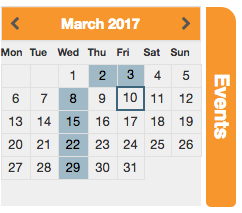 March 2017
Mon Tue Wed Thu Fri Sat Sun
1 2 3 4 5
6 7 8 9 10 11 12
13 14 15 16 17 18 19
20 21 22 23 24 25 26
27 28 29 30 31
Events